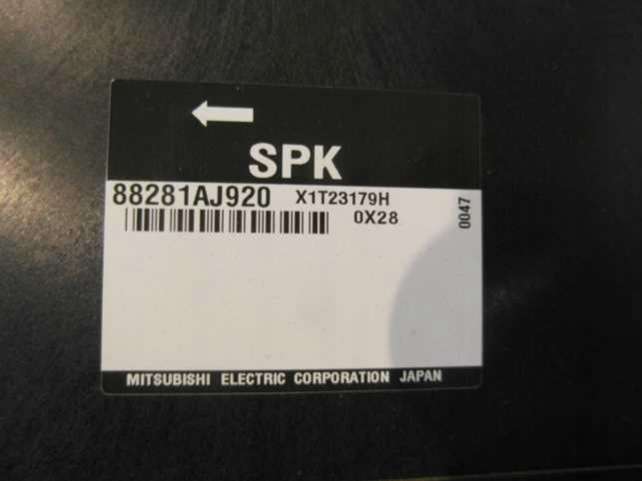 SPK
88281AJ920 X1T23179H
0X28
0047
MITSUBISHI ELECTRIC CORPORATION JAPAN